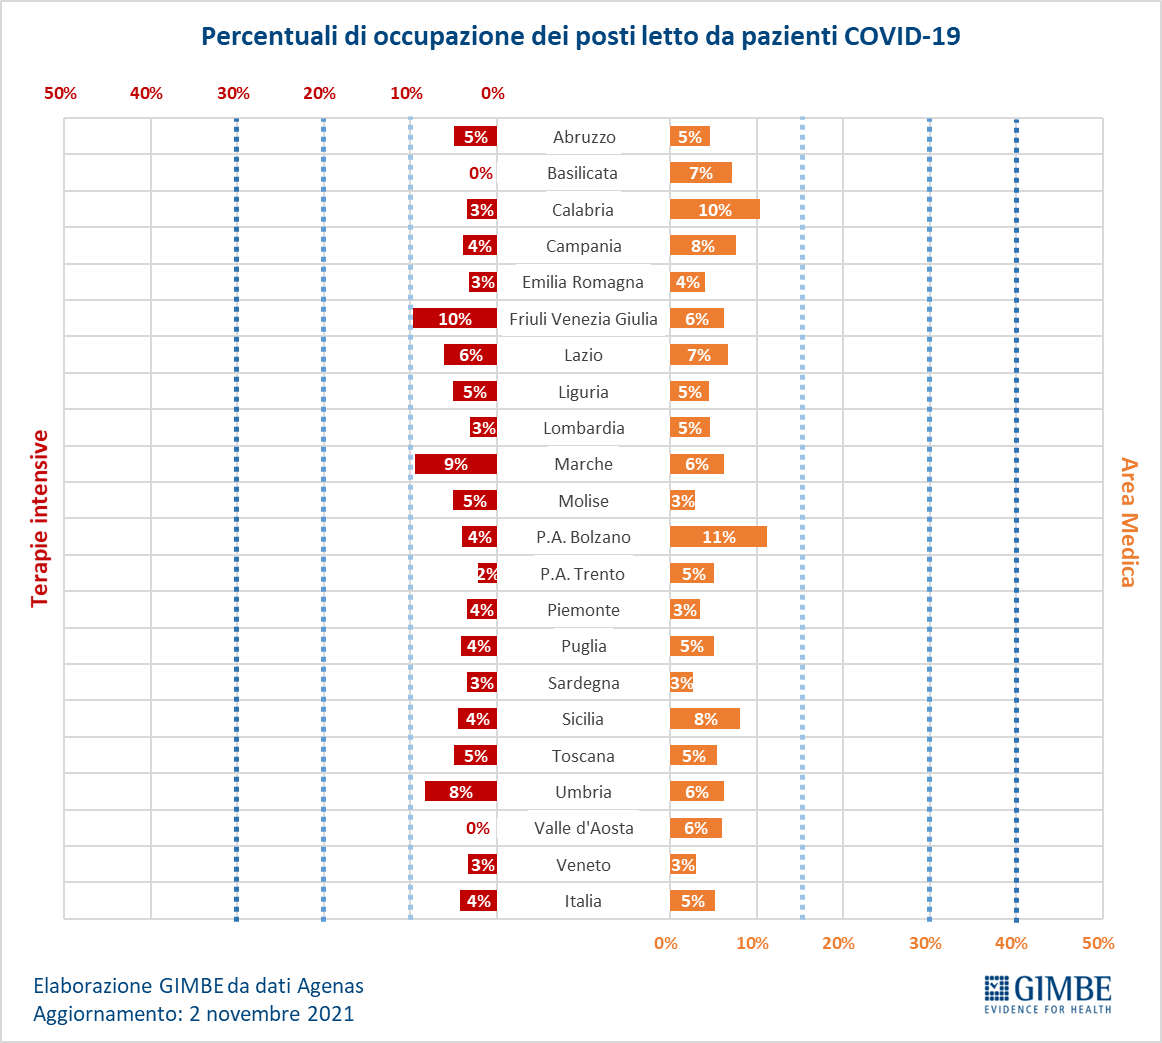 Percentuali di occupazione dei posti letto da pazienti COVID-19
50% 40% 30% 20% 10% 0%
5% Abruzzo 5%
0% Basilicata 7%
3% Calabria 10%
4% Campania 8%
3% Emilia Romagna 4%
10% Friuli Venezia Giulia 6%
6% Lazio 7%
5% Liguria 5%
3% Lombardia 5%
9% Marche 6%
5% Molise 3%
4% P.A. Bolzano 11%
2% P.A. Trento 5%
4% Piemonte 3%
4% Puglia 5%
3% Sardegna 3%
4% Sicilia 8%
5% Toscana 5%
8% Umbria 6%
0% Valle d'Aosta 6%
3% Veneto 3%
4% Italia 5%
Terapie intensive
Area Medica
0% 10% 20% 30% 40% 50%
Elaborazione GIMBE da dati Agenas
Aggiornamento: 2 novembre 2021
GIMBE
EVIDENCE FOR HEALTH